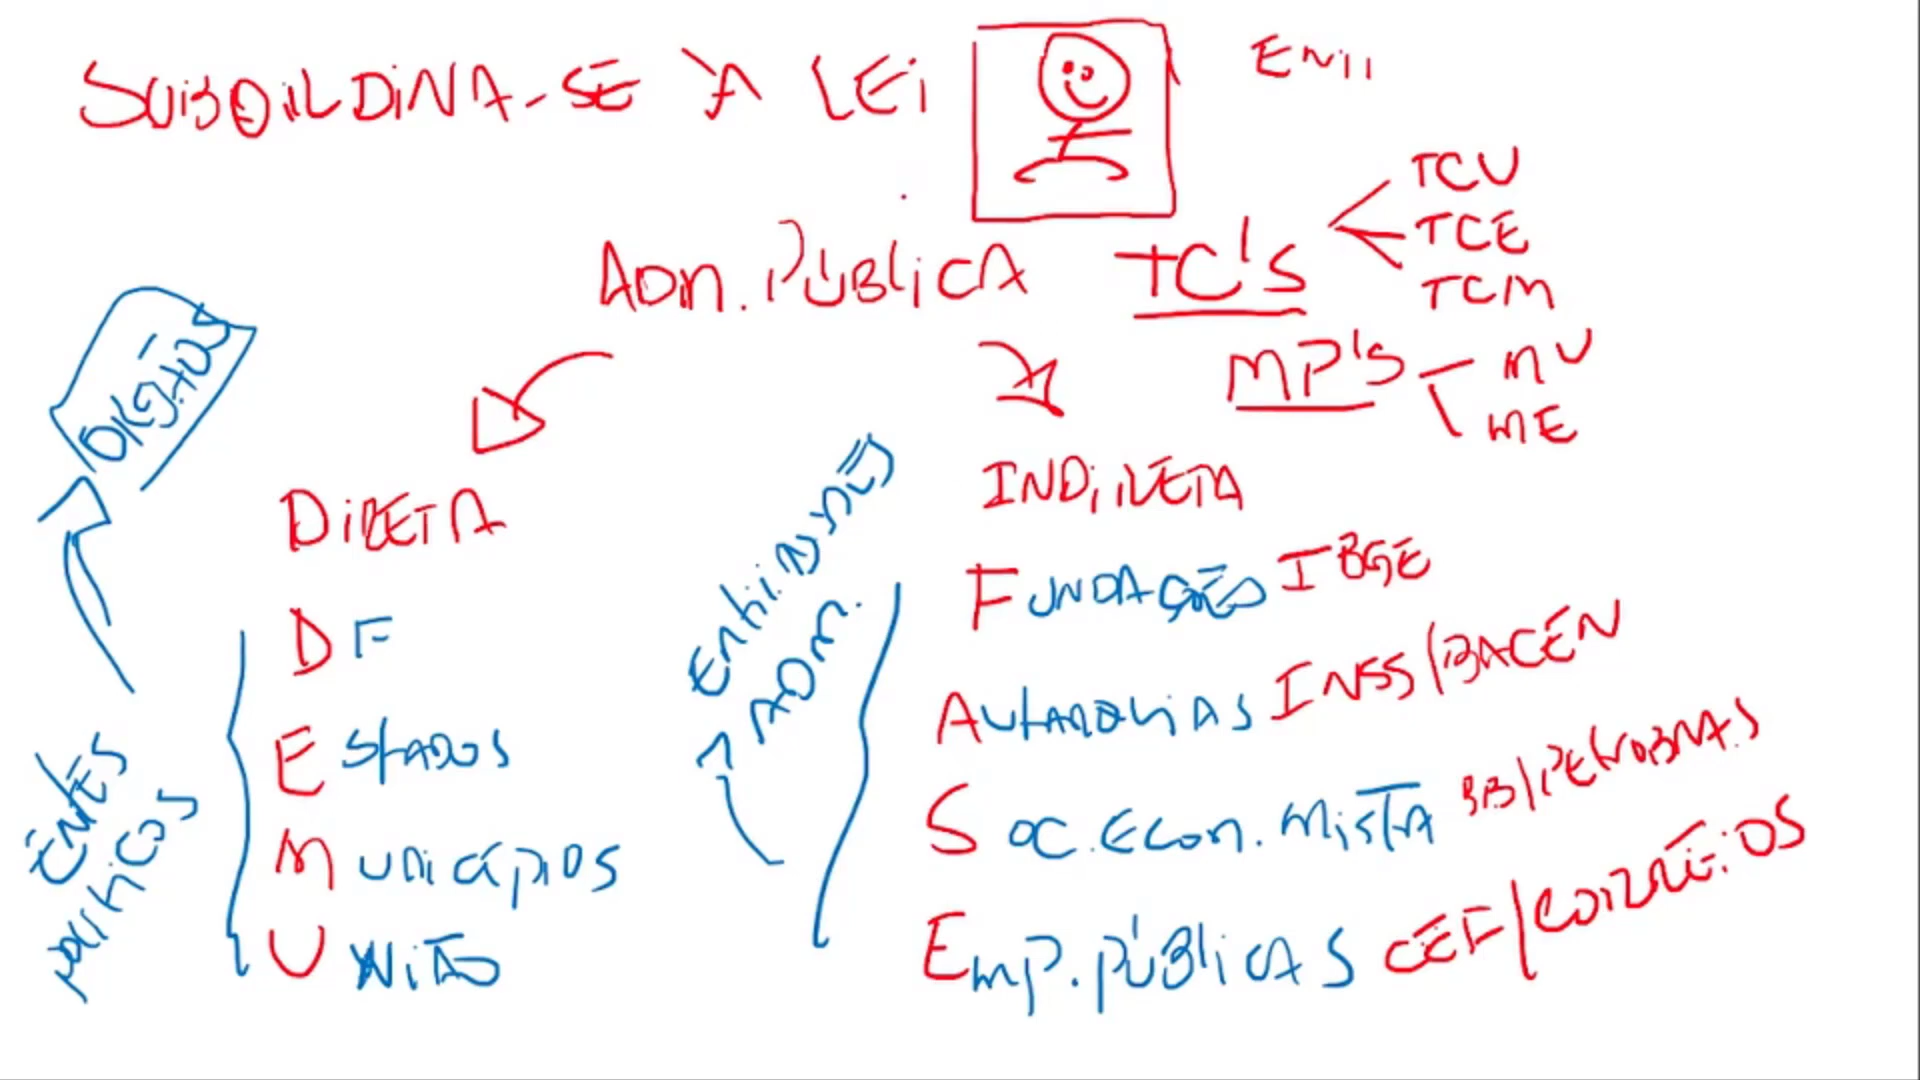 SUBORDINA-SE À LEI
TCU
TCE
TCM
ADM. PÚBLICA TC'S
MP'S MU
ME
ORGÃOS
DIRETA
INDIRETA
ENTIDADES
ADM.
DF
ESTADOS
MUNICÍPIOS
UNIÃO
ENTES
POLÍTICOS
FUNDAÇÕES IBGE
AUTARQUIAS INSS/BACEN
SOC. ECON. MISTA BB/PETROBRAS
EMP. PÚBLICAS CEF/CORREIOS